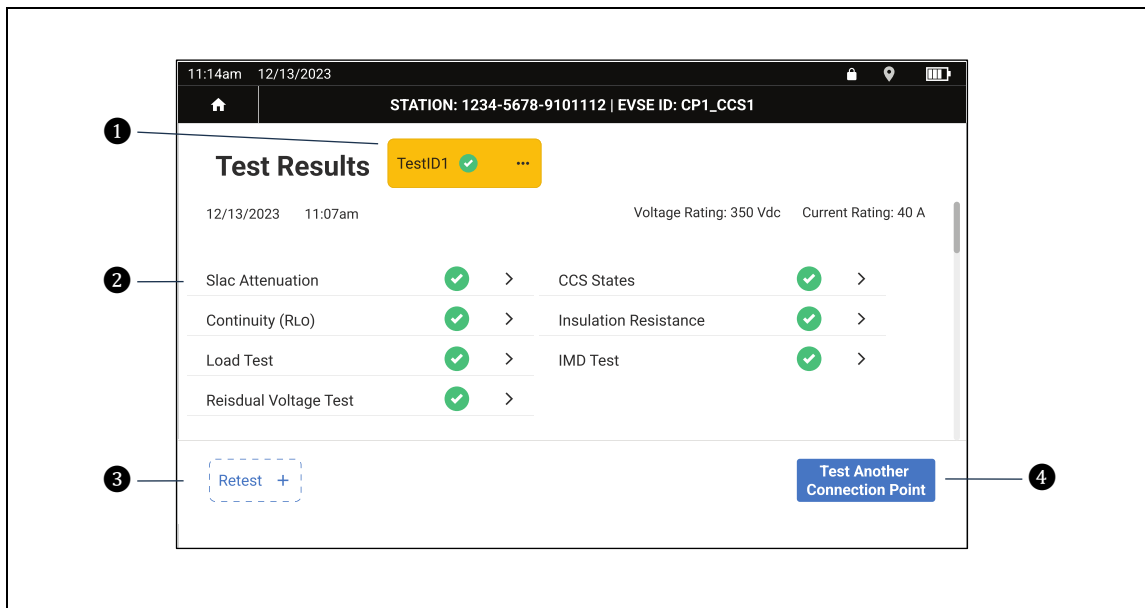 11:14am 12/13/2023
STATION: 1234-5678-9101112 | EVSE ID: CP1_CCS1
1
Test Results
TestID1 ...
12/13/2023 11:07am
Voltage Rating: 350 Vdc Current Rating: 40 A
2
Slac Attenuation
CCS States
Continuity (RLO)
Insulation Resistance
Load Test
IMD Test
Reisdual Voltage Test
3
Retest +
Test Another
Connection Point
4